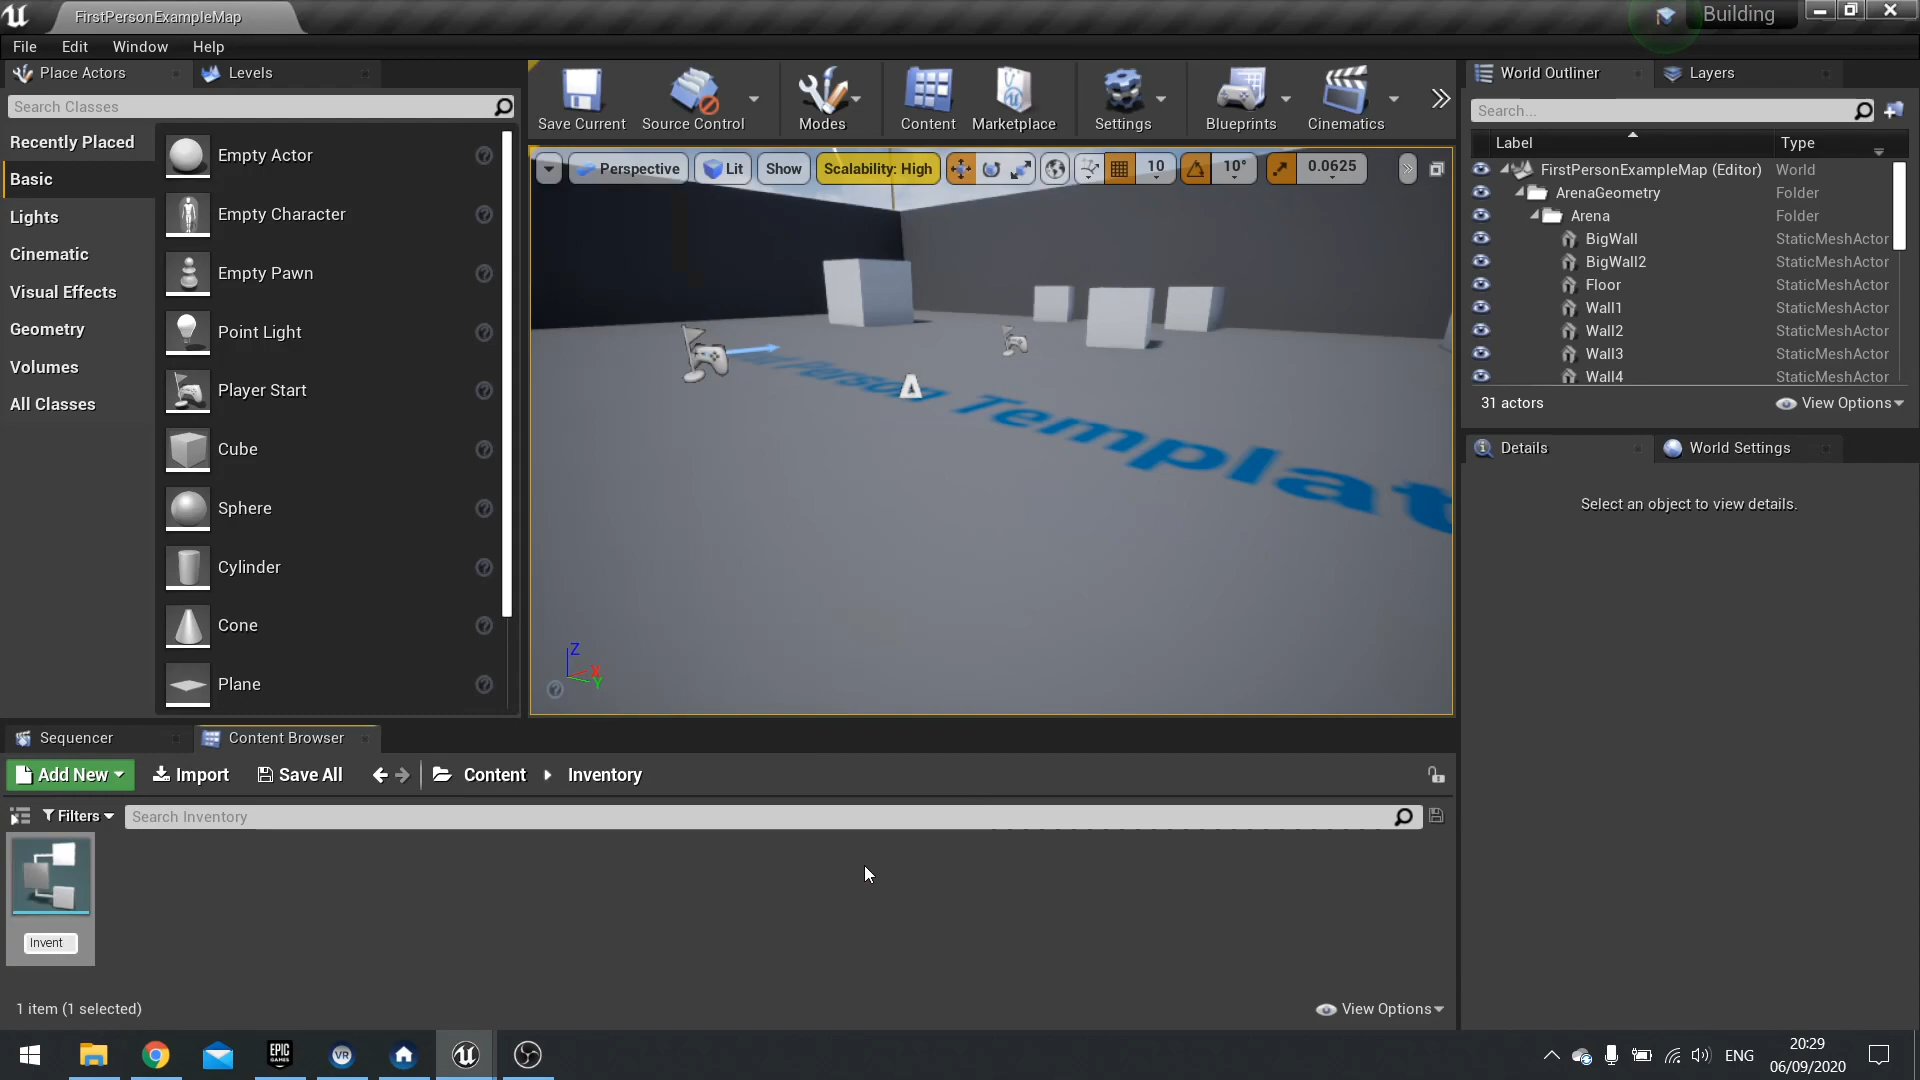 FirstPersonExampleMap
Building
File Edit Window Help
Place Actors
Levels
Search Classes
Recently Placed
Basic
Lights
Cinematic
Visual Effects
Geometry
Volumes
All Classes
Empty Actor
Empty Character
Empty Pawn
Point Light
Player Start
Cube
Sphere
Cylinder
Cone
Plane
Save Current
Source Control
Modes
Content
Marketplace
Settings
Blueprints
Cinematics
Perspective
Lit
Show
Scalability: High
10
10°
0.0625
Templat
Z
X
Y
World Outliner
Layers
Search...
Label Type
FirstPersonExampleMap (Editor) World
ArenaGeometry Folder
Arena Folder
BigWall StaticMeshActor
BigWall2 StaticMeshActor
Floor StaticMeshActor
Wall1 StaticMeshActor
Wall2 StaticMeshActor
Wall3 StaticMeshActor
Wall4 StaticMeshActor
31 actors
View Options
Details
World Settings
Select an object to view details.
Sequencer
Content Browser
Add New
Import
Save All
Content
Inventory
Filters
Search Inventory
Invent
1 item (1 selected)
View Options
EPIC
GAMES
VR
ENG
20:29
06/09/2020